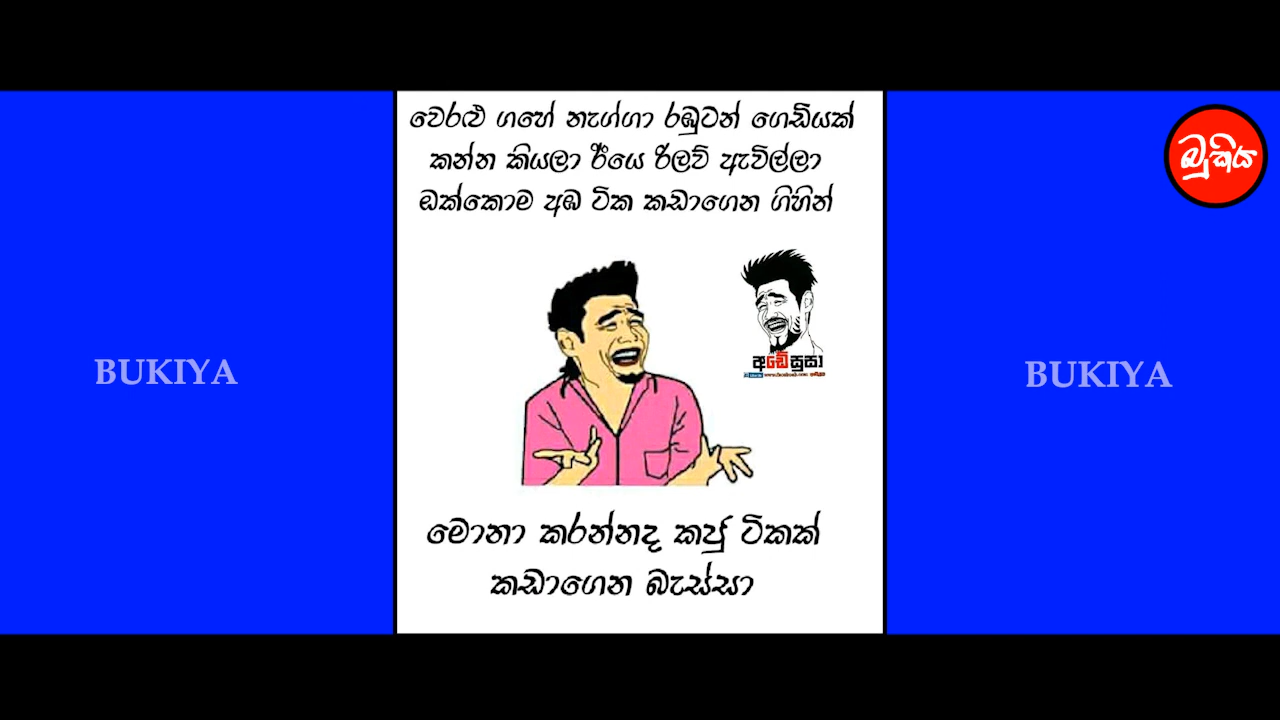 වෙරළු ගහේ නැග්ගා රඹුටන් ගෙඩියක්
කන්න කියලා ඊයෙ රිලව් ඇවිල්ලා
ඔක්කොම අඹ ටික කඩාගෙන ගිහින්
බුකිය
අඩේ සුසා
BUKIYA
BUKIYA
මොනා කරන්නද කජු ටිකක්
කඩාගෙන බැස්සා